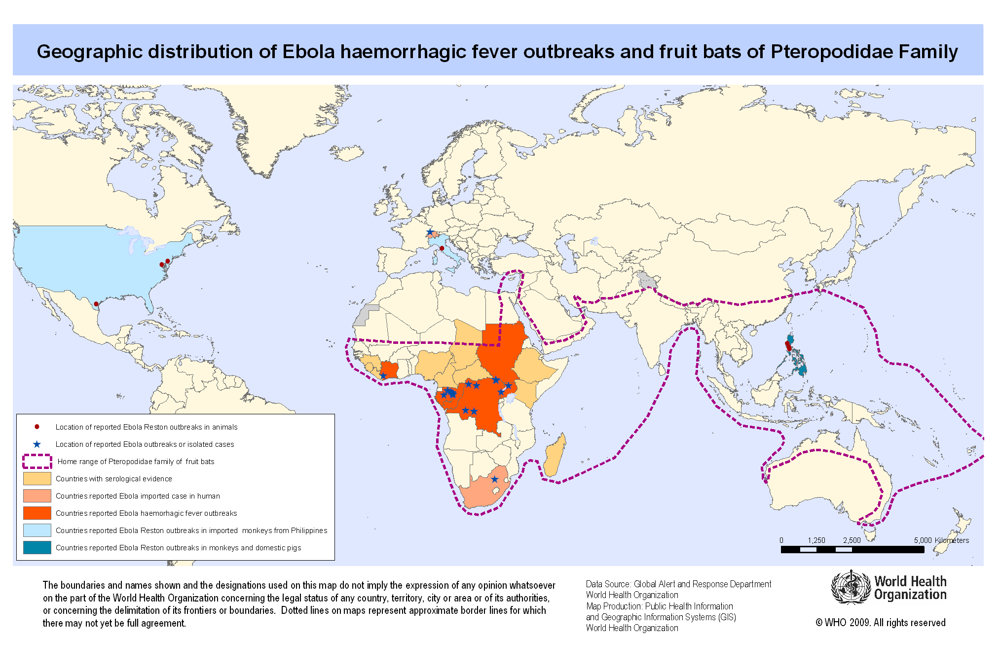 Geographic distribution of Ebola haemorrhagic fever outbreaks and fruit bats of Pteropodidae Family
Location of reported Ebola Reston outbreaks in animals
Location of reported Ebola outbreaks or isolated cases
Home range of Pteropodidae family of fruit bats
Countries with serological evidence
Countries reported Ebola imported case in human
Countries reported Ebola haemorhagic fever outbreaks
Countries reported Ebola Reston outbreaks in imported monkeys from Philippines
Countries reported Ebola Reston outbreaks in monkeys and domestic pigs
0 1,250 2,500 5,000 Kilometers
The boundaries and names shown and the designations used on this map do not imply the expression of any opinion whatsoever
on the part of the World Health Organization concerning the legal status of any country, territory, city or area or of its authorities,
or concerning the delimitation of its frontiers or boundaries. Dotted lines on maps represent approximate border lines for which
there may not yet be full agreement.
Data Source: Global Alert and Response Department
World Health Organization
Map Production: Public Health Information
and Geographic Information Systems (GIS)
World Health Organization
World Health
Organization
© WHO 2009. All rights reserved